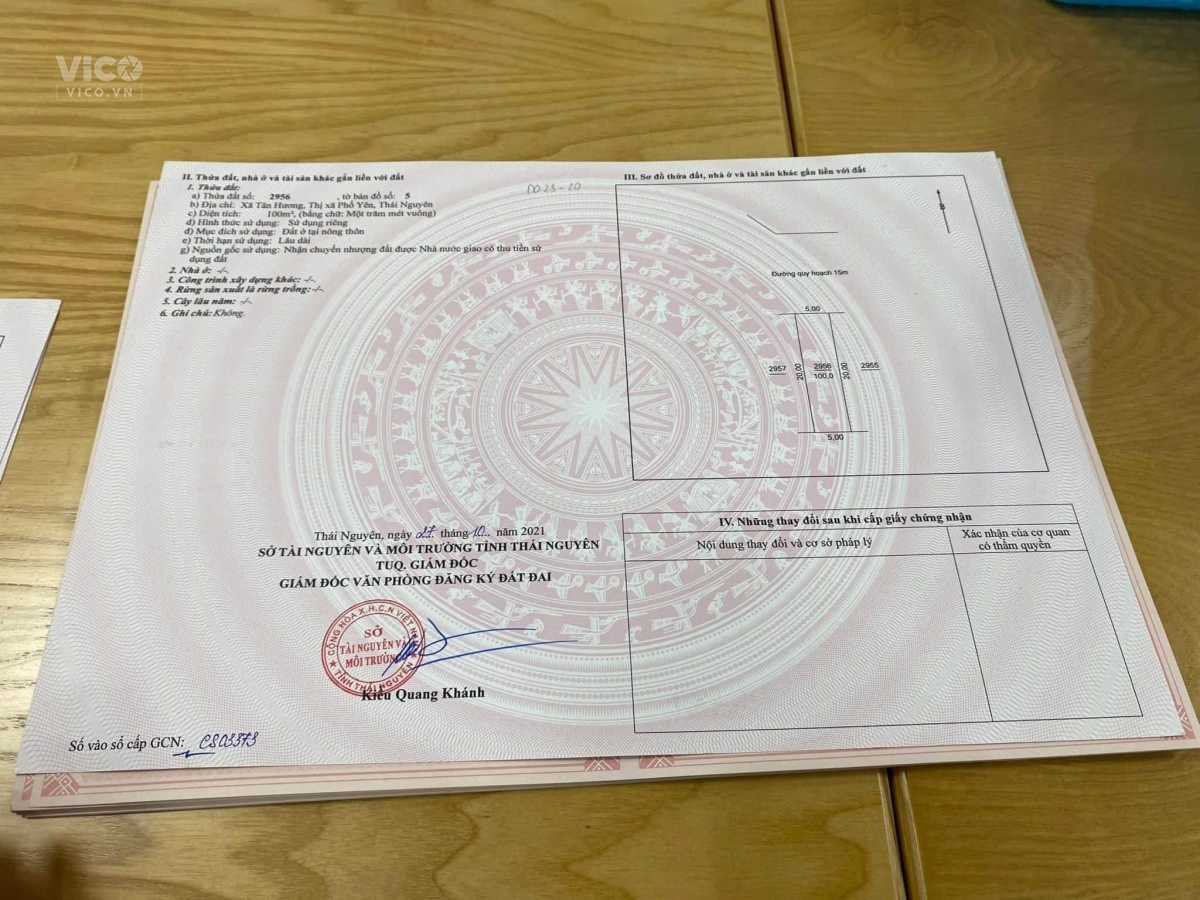 ViCO
VICO.VN
II. Thửa đất, nhà ở và tài sản khác gắn liền với đất
1. Thửa đất:
a) Thửa đất số: 2956 , tờ bản đồ số: 5
b) Địa chỉ: Xã Tân Hương, Thị xã Phổ Yên, Thái Nguyên
c) Diện tích: 100m², (bằng chữ: Một trăm mét vuông)
d) Hình thức sử dụng: Sử dụng riêng
đ) Mục đích sử dụng: Đất ở tại nông thôn
e) Thời hạn sử dụng: Lâu dài
g) Nguồn gốc sử dụng: Nhận chuyển nhượng đất được Nhà nước giao có thu tiền sử
dụng đất
2. Nhà ở: -/-
3. Công trình xây dựng khác: -/-
4. Rừng sản xuất là rừng trồng: -/-
5. Cây lâu năm: -/-
6. Ghi chú: Không.
DO 23 - 20
III. Sơ đồ thửa đất, nhà ở và tài sản khác gắn liền với đất
B
Đường quy hoạch 15m
5,00
2957
20,00
2956
100,0
20,00
2955
5,00
Thái Nguyên, ngày 27 tháng 10.. năm 2021
SỞ TÀI NGUYÊN VÀ MÔI TRƯỜNG TỈNH THÁI NGUYÊN
TUQ. GIÁM ĐỐC
GIÁM ĐỐC VĂN PHÒNG ĐĂNG KÝ ĐẤT ĐAI
CỘNG HÒA X.H.C.N VIỆT N
SỞ
TÀI NGUYÊN VÀ
MÔI TRƯỜNG
TỈNH THÁI NGUYÊN
Kiều Quang Khánh
Số vào sổ cấp GCN: CS03373
IV. Những thay đổi sau khi cấp giấy chứng nhận
Nội dung thay đổi và cơ sở pháp lý
Xác nhận của cơ quan
có thẩm quyền